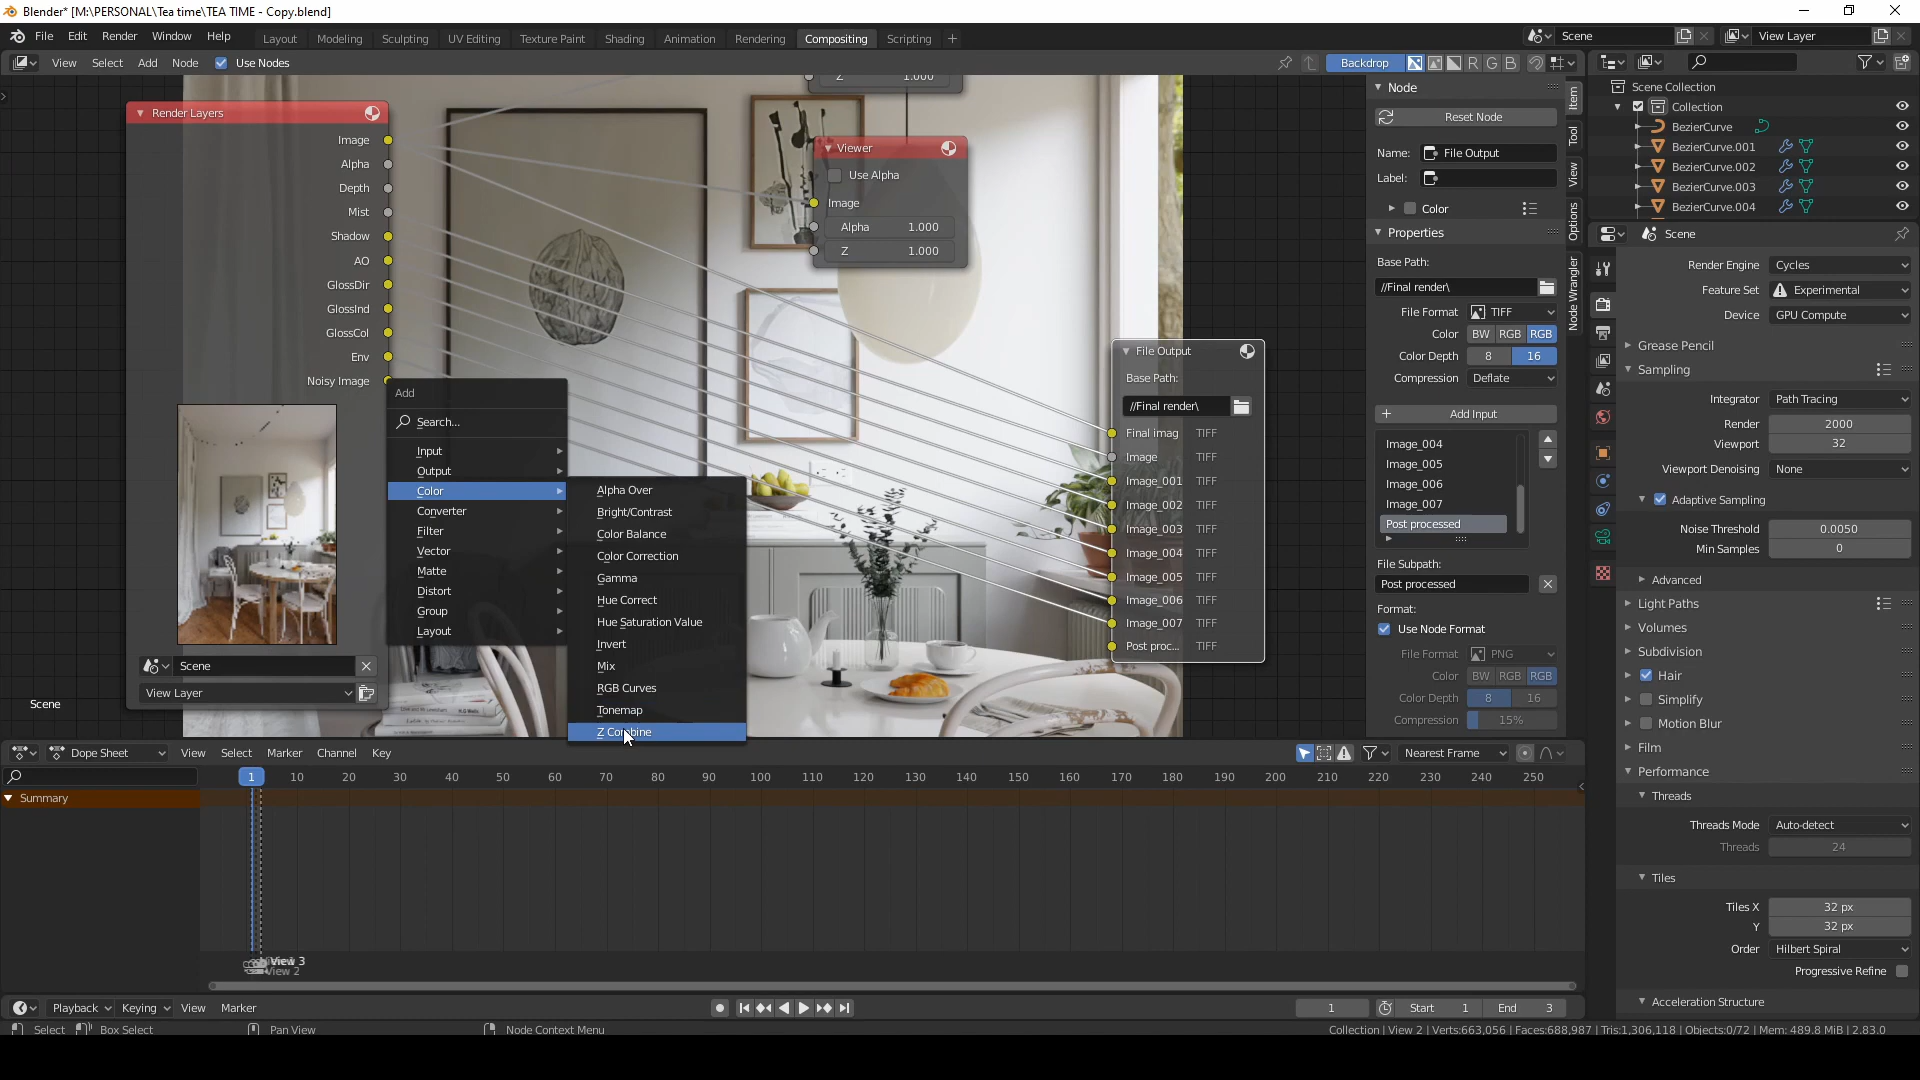 Blender* [M:\PERSONAL\Tea time\TEA TIME - Copy.blend]
File Edit Render Window Help Layout Modeling Sculpting UV Editing Texture Paint Shading Animation Rendering Compositing Scripting + Scene View Layer
View Select Add Node Use Nodes Backdrop R G B
Render Layers
Image
Alpha
Depth
Mist
Shadow
AO
GlossDir
GlossInd
GlossCol
Env
Noisy Image
Scene
View Layer
Scene
Z 1.000
Viewer
Use Alpha
Image
Alpha 1.000
Z 1.000
Add
Search...
Input
Output
Color
Converter
Filter
Vector
Matte
Distort
Group
Layout
Alpha Over
Bright/Contrast
Color Balance
Color Correction
Gamma
Hue Correct
Hue Saturation Value
Invert
Mix
RGB Curves
Tonemap
Z Combine
File Output
Base Path:
//Final render\
Final imag TIFF
Image TIFF
Image_001 TIFF
Image_002 TIFF
Image_003 TIFF
Image_004 TIFF
Image_005 TIFF
Image_006 TIFF
Image_007 TIFF
Post proc... TIFF
Node
Reset Node
Name: File Output
Label:
Color
Properties
Base Path:
//Final render\
File Format TIFF
Color BW RGB RGB
Color Depth 8 16
Compression Deflate
Add Input
Image_004
Image_005
Image_006
Image_007
Post processed
File Subpath:
Post processed
Format:
Use Node Format
File Format PNG
Color BW RGB RGB
Color Depth 8 16
Compression 15%
Item
Tool
View
Options
Node Wrangler
Scene Collection
Collection
BezierCurve
BezierCurve.001
BezierCurve.002
BezierCurve.003
BezierCurve.004
Scene
Render Engine Cycles
Feature Set Experimental
Device GPU Compute
Grease Pencil
Sampling
Integrator Path Tracing
Render 2000
Viewport 32
Viewport Denoising None
Adaptive Sampling
Noise Threshold 0.0050
Min Samples 0
Advanced
Light Paths
Volumes
Subdivision
Hair
Simplify
Motion Blur
Film
Performance
Threads
Threads Mode Auto-detect
Threads 24
Tiles
Tiles X 32 px
Y 32 px
Order Hilbert Spiral
Progressive Refine
Acceleration Structure
Dope Sheet View Select Marker Channel Key Nearest Frame
1 10 20 30 40 50 60 70 80 90 100 110 120 130 140 150 160 170 180 190 200 210 220 230 240 250
Summary
View 3
View 2
Playback Keying View Marker 1 Start 1 End 3
Select Box Select Pan View Node Context Menu Collection | View 2 | Verts:663,056 | Faces:688,987 | Tris:1,306,118 | Objects:0/72 | Mem: 489.8 MiB | 2.83.0